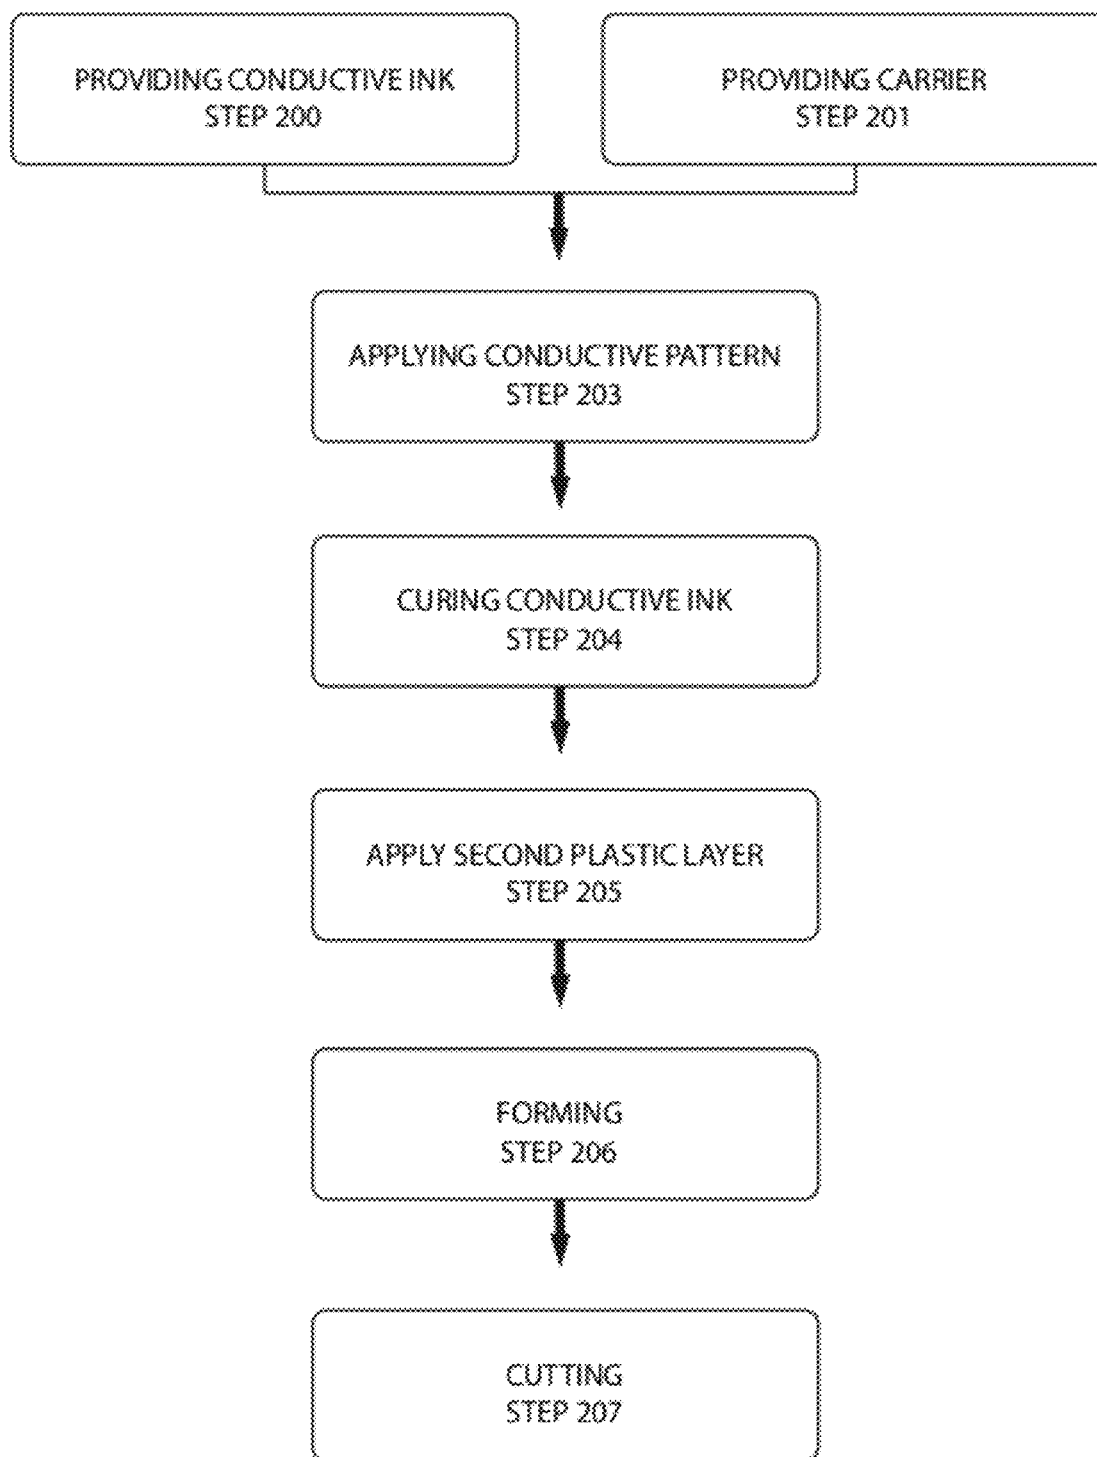 PROVIDING CONDUCTIVE INK
STEP 200
PROVIDING CARRIER
STEP 201
APPLYING CONDUCTIVE PATTERN
STEP 203
CURING CONDUCTIVE INK
STEP 204
APPLY SECOND PLASTIC LAYER
STEP 205
FORMING
STEP 206
CUTTING
STEP 207